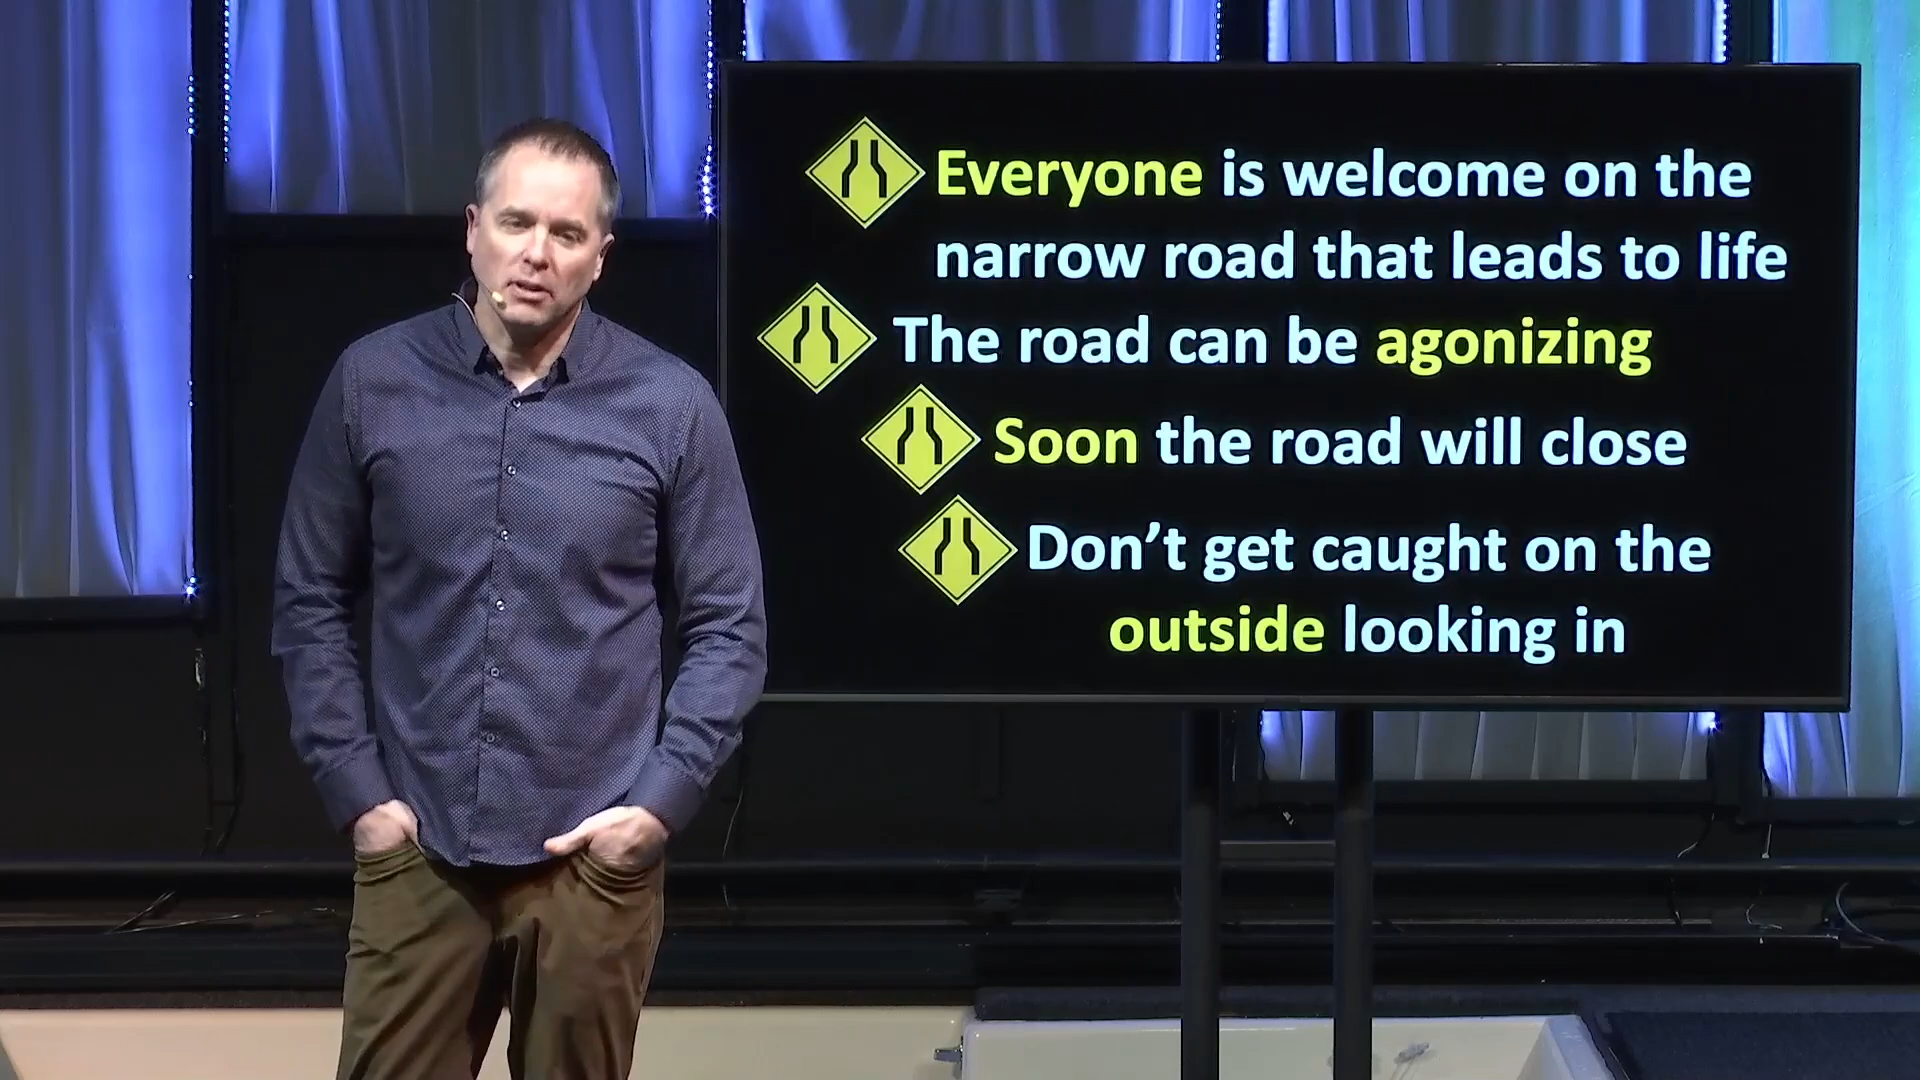 Everyone is welcome on the
narrow road that leads to life
The road can be agonizing
Soon the road will close
Don't get caught on the
outside looking in